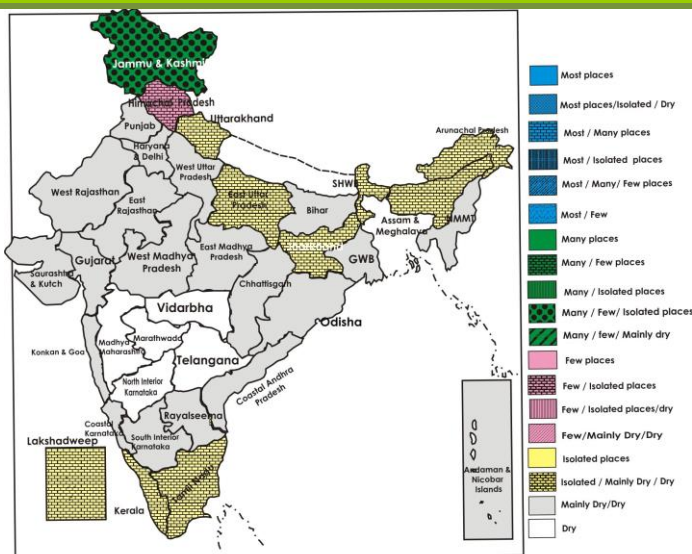 Jammu & Kashmi
Himachal Pradesh
Punjab
Uttarakhand
Haryana
& Delhi
West Uttar
Pradesh
Arunachal Pradesh
West Rajasthan
East
Rajasthan
East Uttar
Pradesh
SHWB
Bihar
Assam &
Meghalaya
NMMT
Saurashtra
& Kutch
Gujarat
West Madhya
Pradesh
East Madhya
Pradesh
Jharkhand
GWB
Chhattisgarh
Vidarbha
Odisha
Konkan & Goa
Madhya
Maharashtra
Marathwada
Telangana
North Interior
Karnataka
Coastal Andhra
Pradesh
Rayalseema
Coastal
Karnataka
South Interior
Karnataka
Lakshadweep
Kerala
Tamil Nadu
Andaman &
Nicobar
Islands
Most places
Most places/Isolated / Dry
Most / Many places
Most / Isolated places
Most / Many/ Few places
Most / Few
Many places
Many / Few places
Many / Isolated places
Many / Few/ Isolated places
Many / few/ Mainly dry
Few places
Few / Isolated places
Few / Isolated places/dry
Few/Mainly Dry/Dry
Isolated places
Isolated / Mainly Dry / Dry
Mainly Dry/Dry
Dry